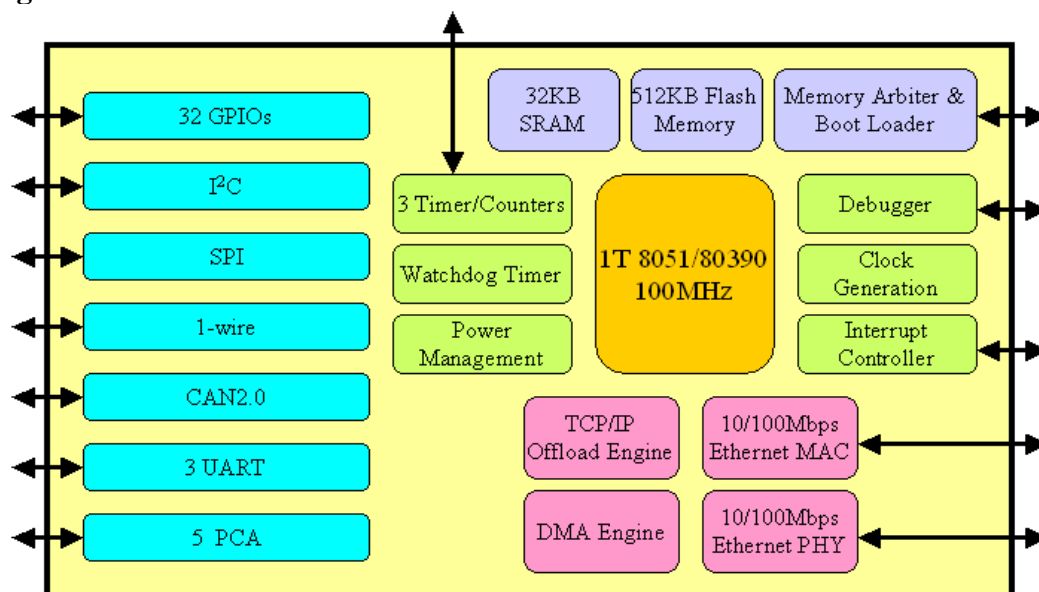 g
32KB
SRAM
512KB Flash
Memory
Memory Arbiter &
Boot Loader
32 GPIOs
I²C
SPI
1-wire
CAN2.0
3 UART
5 PCA
3 Timer/Counters
Watchdog Timer
Power
Management
1T 8051/80390
100MHz
Debugger
Clock
Generation
Interrupt
Controller
TCP/IP
Offload Engine
10/100Mbps
Ethernet MAC
DMA Engine
10/100Mbps
Ethernet PHY